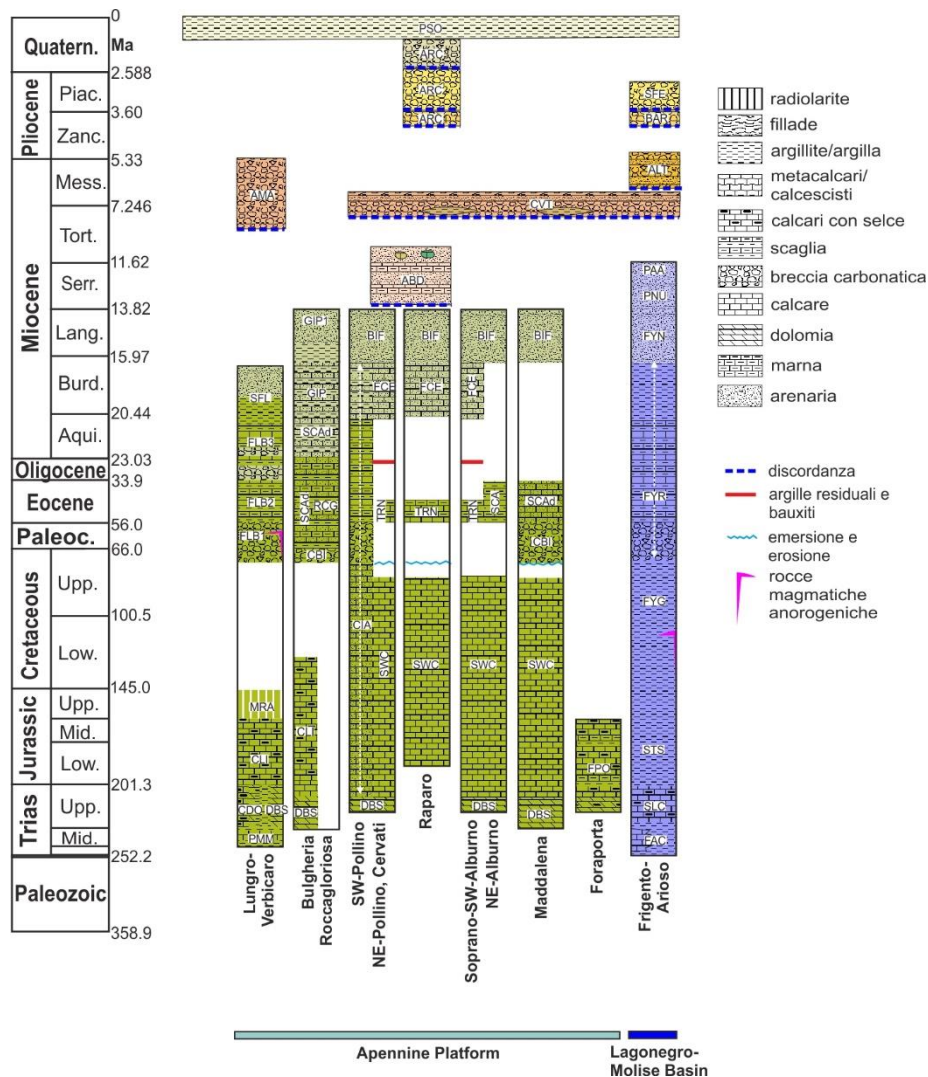 0
Ma
Quatern.
2.588
Pliocene
Piac.
3.60
Zanc.
5.33
Miocene
Mess.
7.246
Tort.
11.62
Serr.
13.82
Lang.
15.97
Burd.
20.44
Aqui.
23.03
Oligocene
33.9
Eocene
56.0
Paleoc.
66.0
Cretaceous
Upp.
100.5
Low.
145.0
Jurassic
Upp.
Mid.
Low.
201.3
Trias
Upp.
Mid.
252.2
Paleozoic
358.9
PSO
ARC
ARC
ARC
SFE
BAR
ALT
AMA
CVT
ABD
SFL
FLB3
FLB2
FLB1
MRA
CLI
CDO DBS
PMM
GIP1
GIP
SCAd
SCAd
RCG
CBI
CLI
DBS
BIF
FCE
TRN
CIA
SWC
DBS
BIF
FCE
TRN
SWC
BIF
FCE
TRN
SCA
SWC
DBS
BIF
SCAd
CBI
SWC
DBS
FPO
PAA
PNU
FYN
FYR
FYG
STS
SLC
FAC
Lungro-
Verbicaro
Bulgheria
Roccagloriosa
SW-Pollino
NE-Pollino, Cervati
Raparo
Soprano-SW-Alburno
NE-Alburno
Maddalena
Foraporta
Frigento-
Arioso
radiolarite
fillade
argillite/argilla
metacalcari/
calcescisti
calcari con selce
scaglia
breccia carbonatica
calcare
dolomia
marna
arenaria
discordanza
argille residuali e
bauxiti
emersione e
erosione
rocce
magmatiche
anorogeniche
Apennine Platform
Lagonegro-
Molise Basin